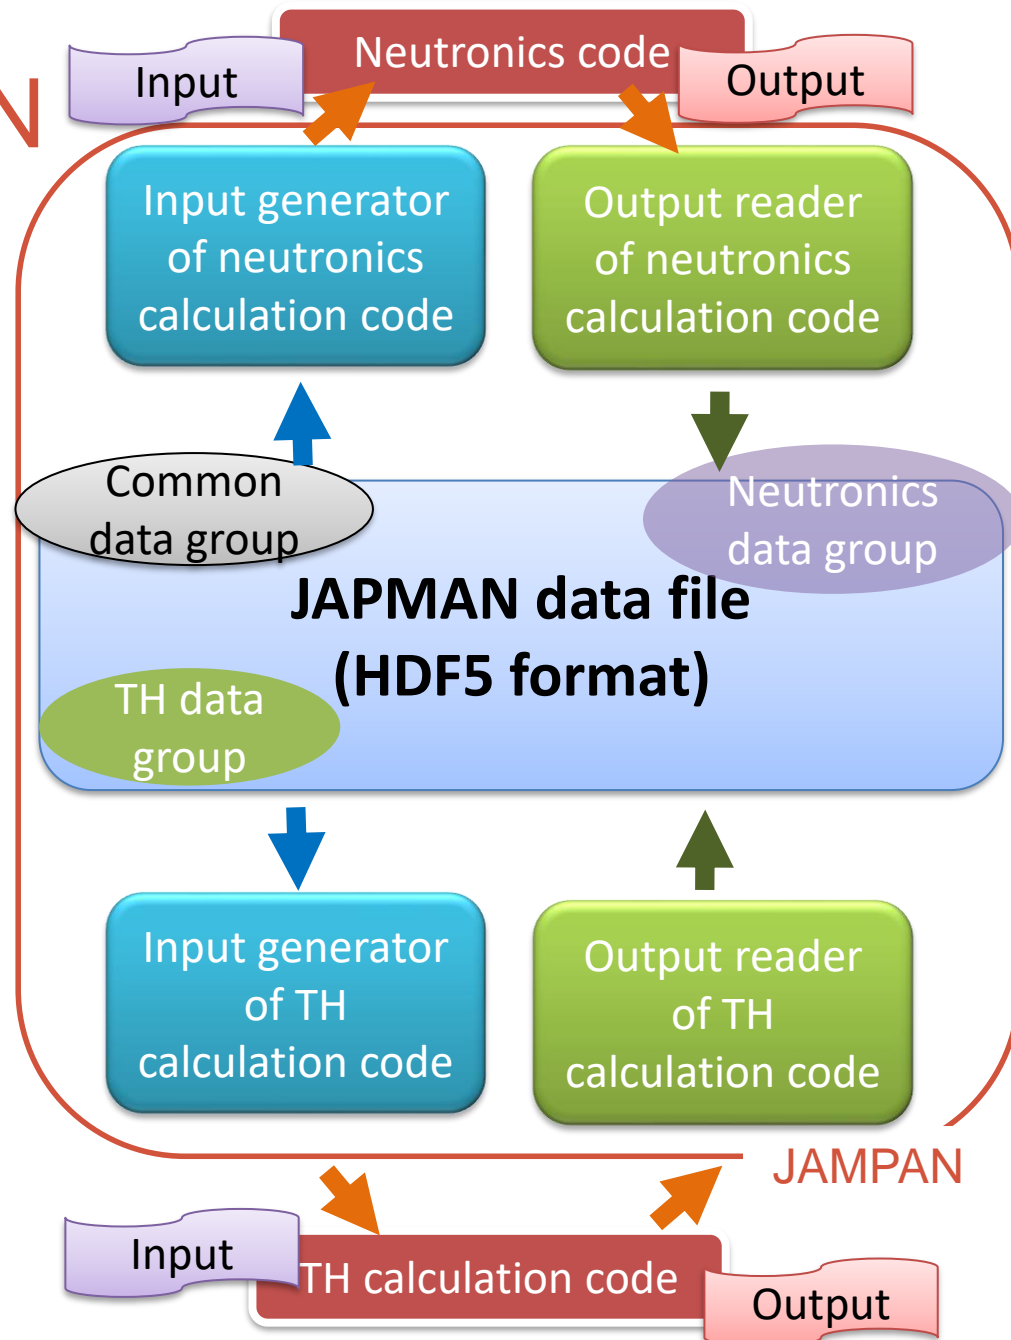 Neutronics code
Input
Output
N
Input generator
of neutronics
calculation code
Output reader
of neutronics
calculation code
Common
data group
Neutronics
data group
JAPMAN data file
(HDF5 format)
TH data
group
Input generator
of TH
calculation code
Output reader
of TH
calculation code
JAMPAN
Input
TH calculation code
Output